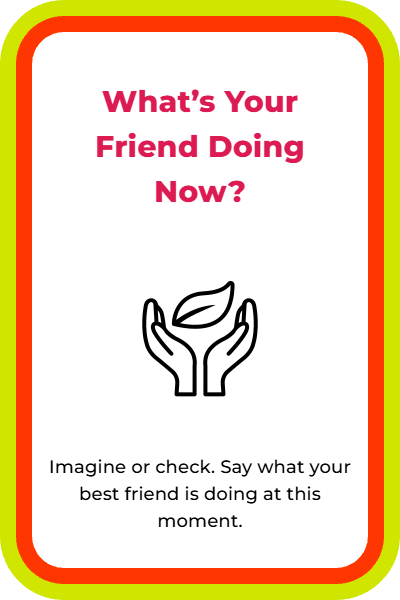 What’s Your
Friend Doing
Now?
Imagine or check. Say what your
best friend is doing at this
moment.